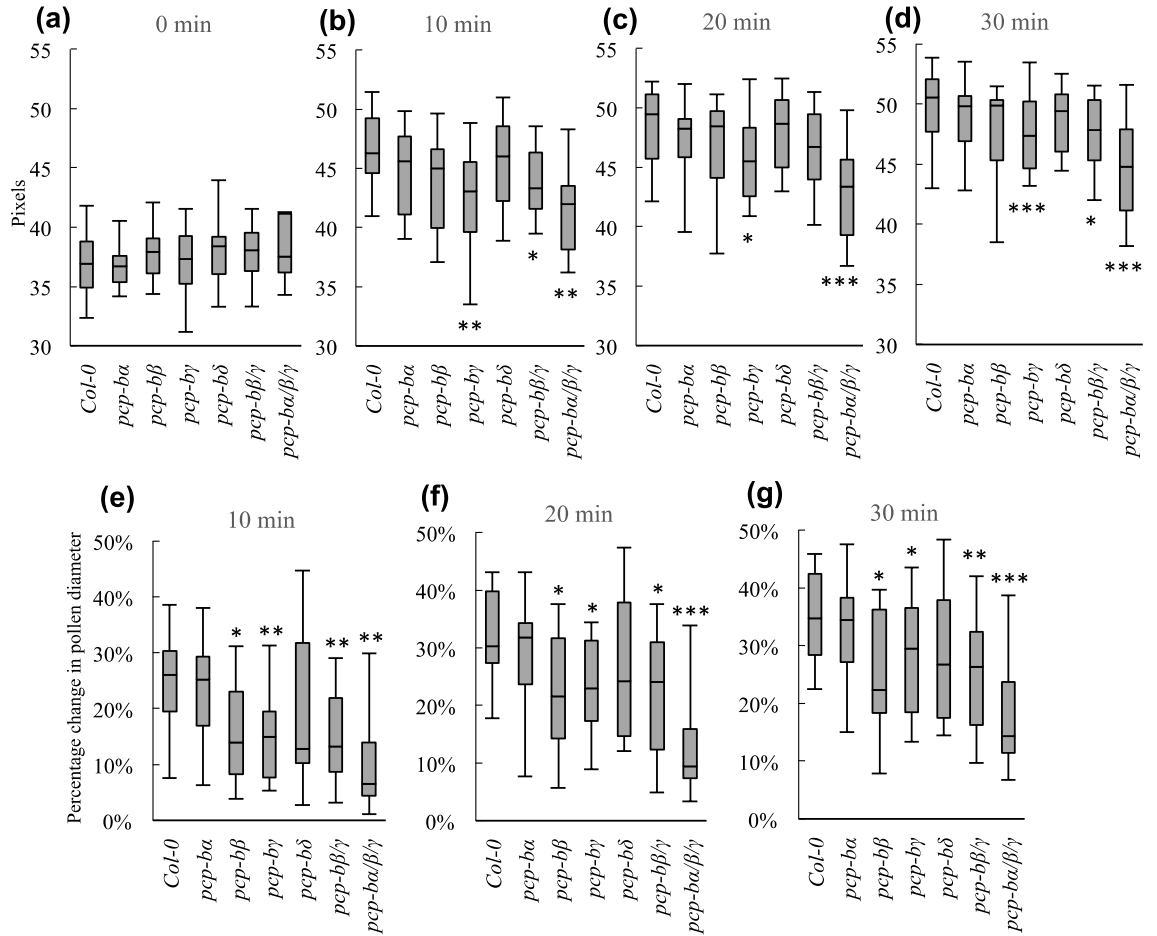 (a) 0 min
(b) 10 min
(c) 20 min
(d) 30 min
Pixels
55
50
45
40
35
30
Col-0
pcp-bα
pcp-bβ
pcp-bγ
pcp-bδ
pcp-bβ/γ
pcp-bα/β/γ
55
50
45
40
35
30
**
*
**
Col-0
pcp-bα
pcp-bβ
pcp-bγ
pcp-bδ
pcp-bβ/γ
pcp-bα/β/γ
55
50
45
40
35
30
*
***
Col-0
pcp-bα
pcp-bβ
pcp-bγ
pcp-bδ
pcp-bβ/γ
pcp-bα/β/γ
55
50
45
40
35
30
***
*
***
Col-0
pcp-bα
pcp-bβ
pcp-bγ
pcp-bδ
pcp-bβ/γ
pcp-bα/β/γ
(e) 10 min
(f) 20 min
(g) 30 min
Percentage change in pollen diameter
50%
40%
30%
20%
10%
0%
*
**
**
**
Col-0
pcp-bα
pcp-bβ
pcp-bγ
pcp-bδ
pcp-bβ/γ
pcp-bα/β/γ
50%
40%
30%
20%
10%
0%
*
*
*
***
Col-0
pcp-bα
pcp-bβ
pcp-bγ
pcp-bδ
pcp-bβ/γ
pcp-bα/β/γ
50%
40%
30%
20%
10%
0%
*
*
**
***
Col-0
pcp-bα
pcp-bβ
pcp-bγ
pcp-bδ
pcp-bβ/γ
pcp-bα/β/γ